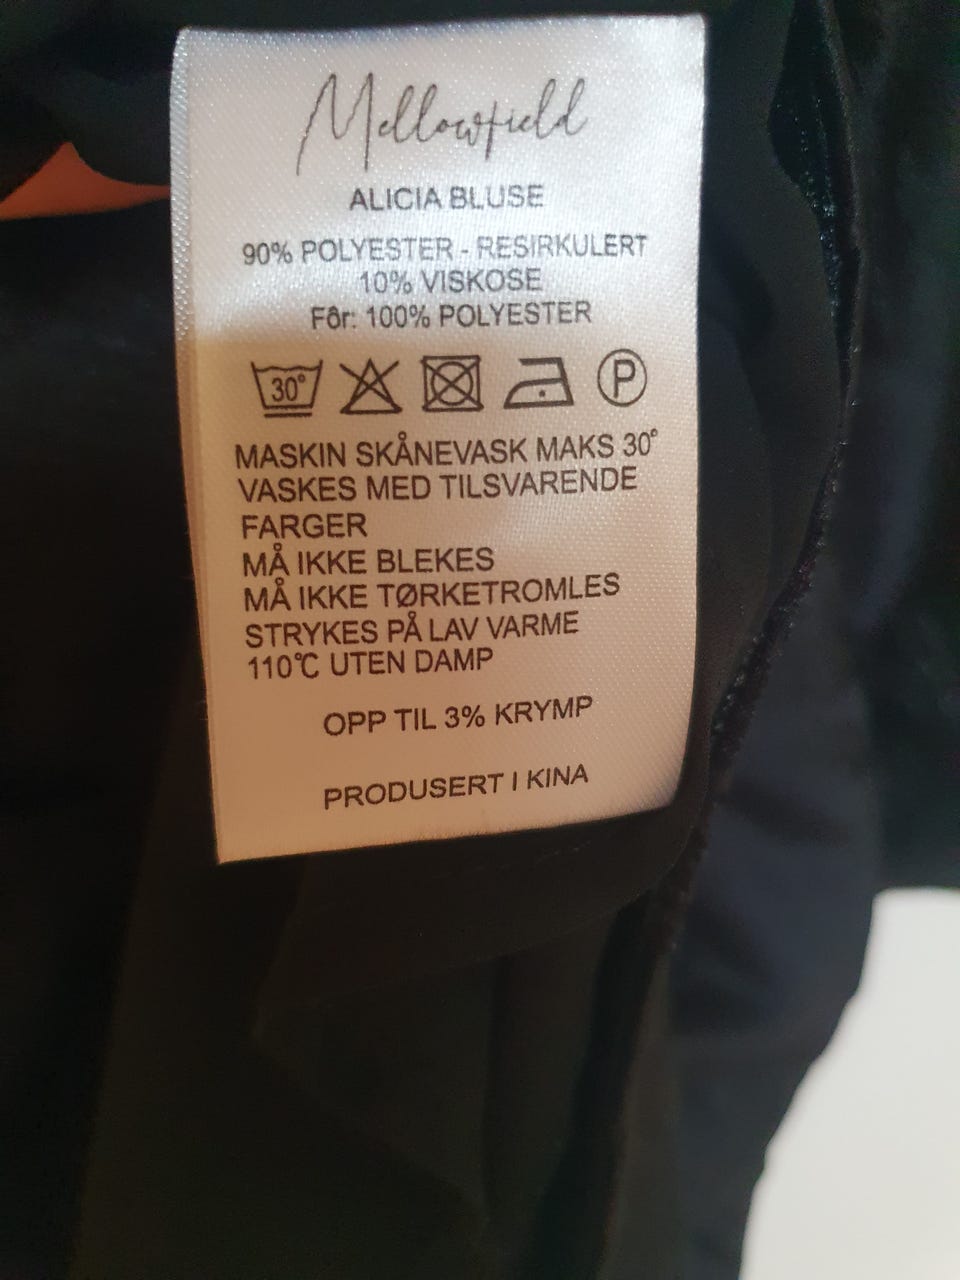 Mellowfield
ALICIA BLUSE
90% POLYESTER - RESIRKULERT
10% VISKOSE
Fôr: 100% POLYESTER
30° P
MASKIN SKÅNEVASK MAKS 30°
VASKES MED TILSVARENDE
FARGER
MÅ IKKE BLEKES
MÅ IKKE TØRKETROMLES
STRYKES PÅ LAV VARME
110℃ UTEN DAMP
OPP TIL 3% KRYMP
PRODUSERT I KINA